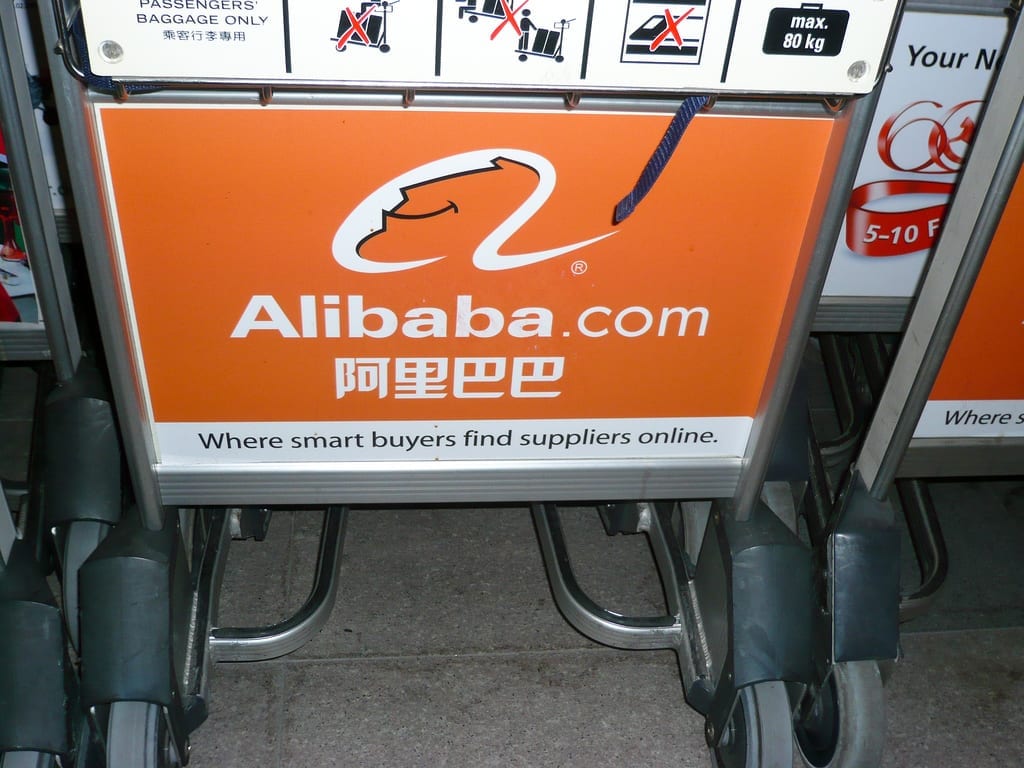 PASSENGERS'
BAGGAGE ONLY
乘客行李專用
max.
80 kg
Alibaba.com
®
阿里巴巴
Where smart buyers find suppliers online.
Your
5–10
Where